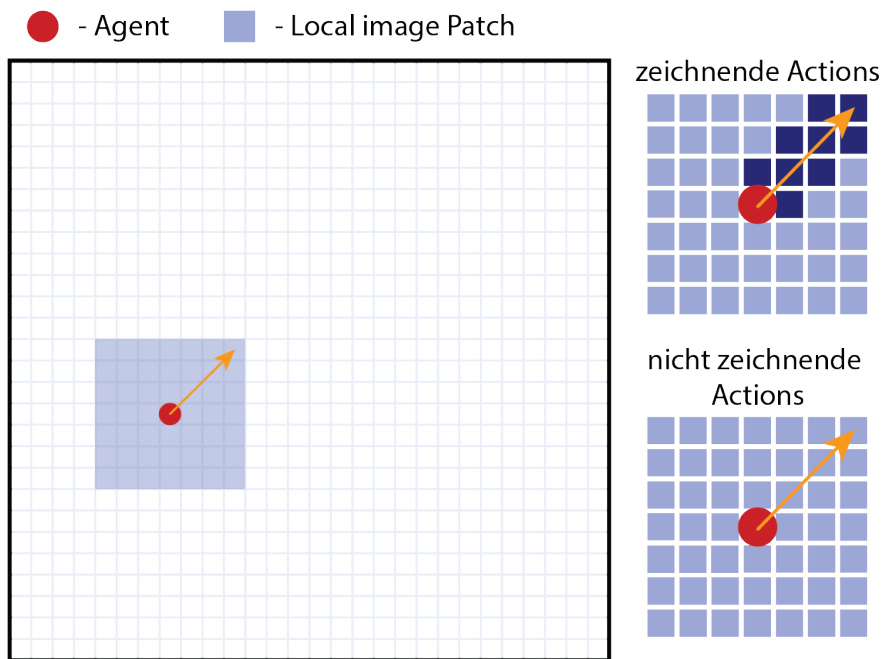 - Agent
- Local image Patch
zeichnende Actions
nicht zeichnende
Actions